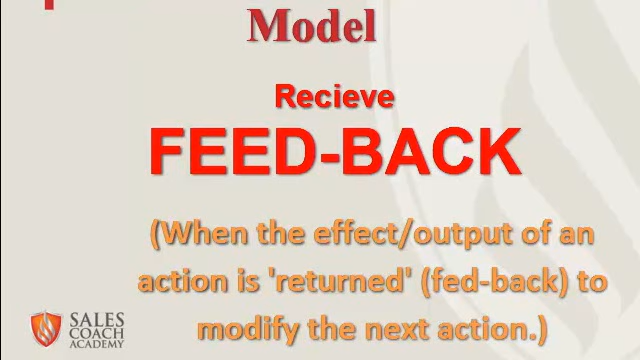 Model
Recieve
FEED-BACK
(When the effect/output of an
action is 'returned' (fed-back) to
modify the next action.)
SALES
COACH
ACADEMY